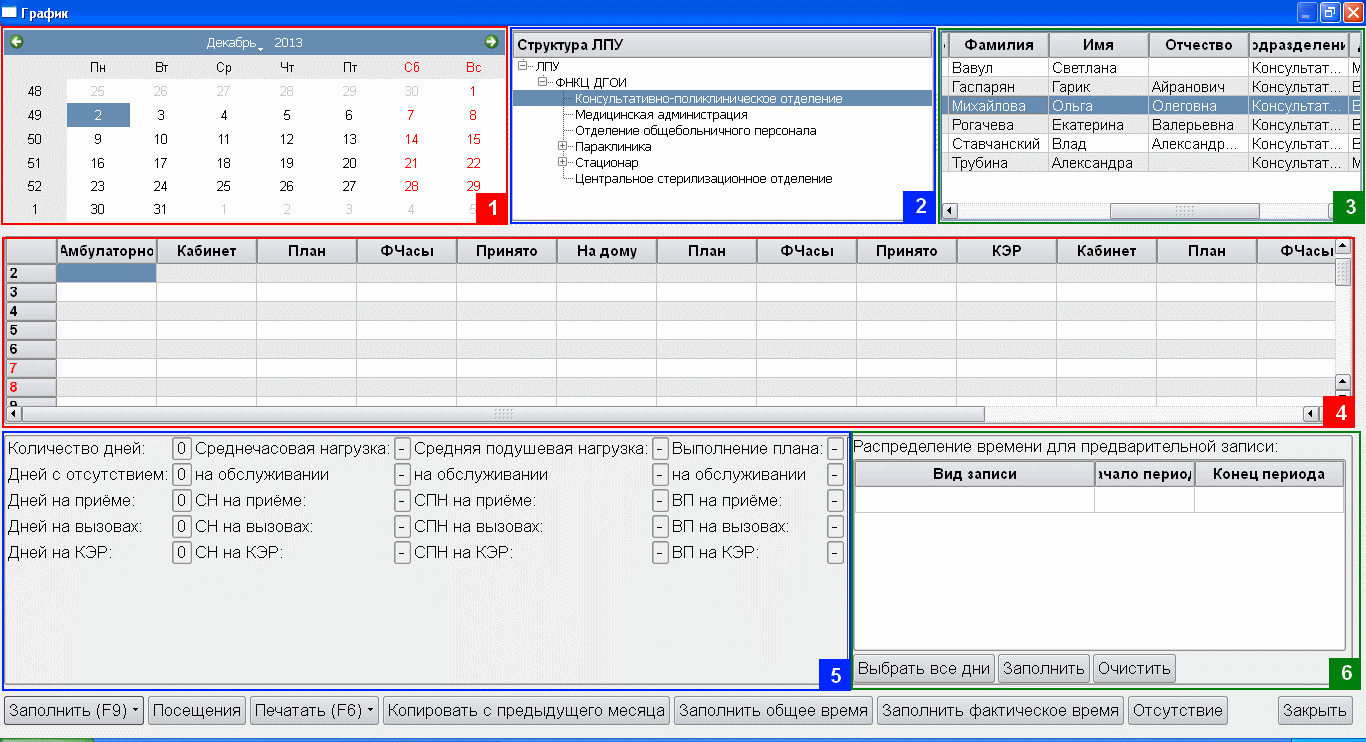 График
Декабрь, 2013
Пн Вт Ср Чт Пт Сб Вс
48 25 26 27 28 29 30 1
49 2 3 4 5 6 7 8
50 9 10 11 12 13 14 15
51 16 17 18 19 20 21 22
52 23 24 25 26 27 28 29
1 30 31 1 2 3 4 5
1
Структура ЛПУ
ЛПУ
ФНКЦ ДГОИ
Консультативно-поликлиническое отделение
Медицинская администрация
Отделение общебольничного персонала
Параклиника
Стационар
Центральное стерилизационное отделение
2
Фамилия Имя Отчество одразделени
Вавул Светлана Консультат...
Гаспарян Гарик Айранович Консультат...
Михайлова Ольга Олеговна Консультат...
Рогачева Екатерина Валерьевна Консультат...
Ставчанский Влад Александр... Консультат...
Трубина Александра Консультат...
3
Амбулаторно Кабинет План ФЧасы Принято На дому План ФЧасы Принято КЭР Кабинет План ФЧасы
2
3
4
5
6
7
8
9
4
Количество дней: 0 Среднечасовая нагрузка: - Средняя подушевная нагрузка: - Выполнение плана: -
Дней с отсутствием: 0 на обслуживании - на обслуживании - на обслуживании -
Дней на приёме: 0 СН на приёме: - СПН на приёме: - ВП на приёме: -
Дней на вызовах: 0 СН на вызовах: - СПН на вызовах: - ВП на вызовах: -
Дней на КЭР: 0 СН на КЭР: - СПН на КЭР: - ВП на КЭР: -
5
Распределение времени для предварительной записи:
Вид записи ачало период Конец периода
Выбрать все дни Заполнить Очистить
6
Заполнить (F9) Посещения Печатать (F6) Копировать с предыдущего месяца Заполнить общее время Заполнить фактическое время Отсутствие Закрыть